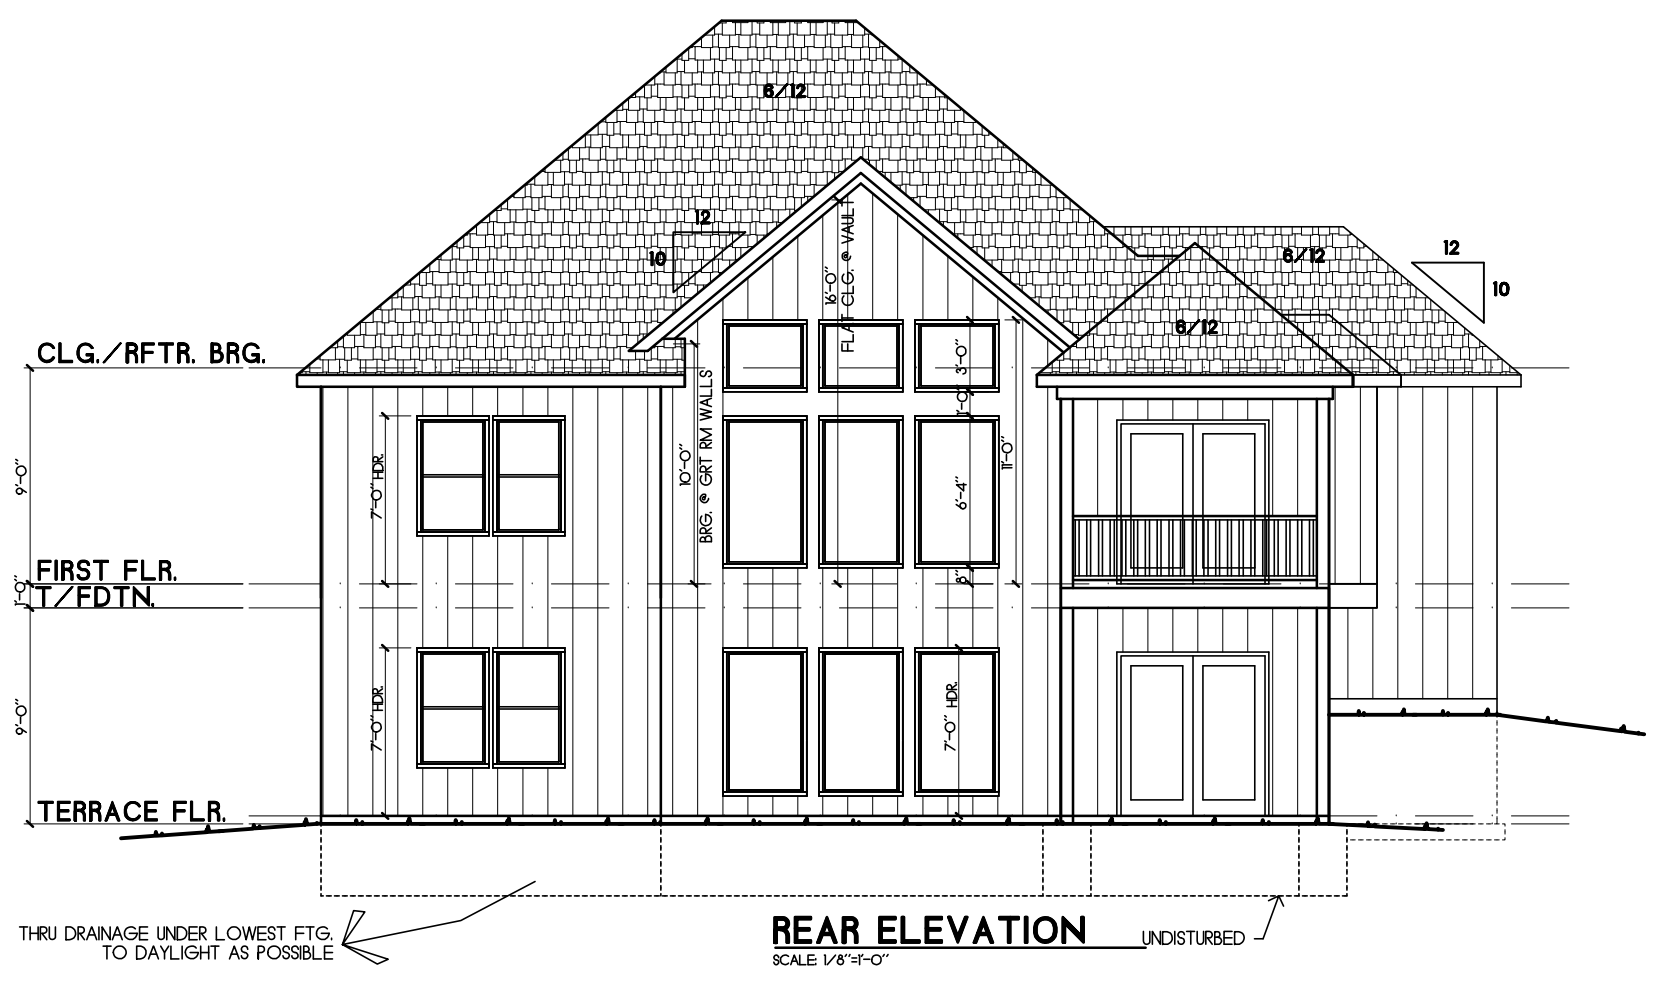 6/12
12
10
6/12
12
10
6/12
16'-0"
FLAT CLG. @ VAULT
CLG./RFTR. BRG.
3'-0"
1'-0"
9'-0"
7'-0" HDR.
10'-0"
BRG. @ GRT RM WALLS
6'-4"
11'-0"
8"
FIRST FLR.
1'-0"
T/FDTN.
9'-0"
7'-0" HDR.
7'-0" HDR.
TERRACE FLR.
THRU DRAINAGE UNDER LOWEST FTG.
TO DAYLIGHT AS POSSIBLE
REAR ELEVATION
SCALE: 1/8"=1'-0"
UNDISTURBED